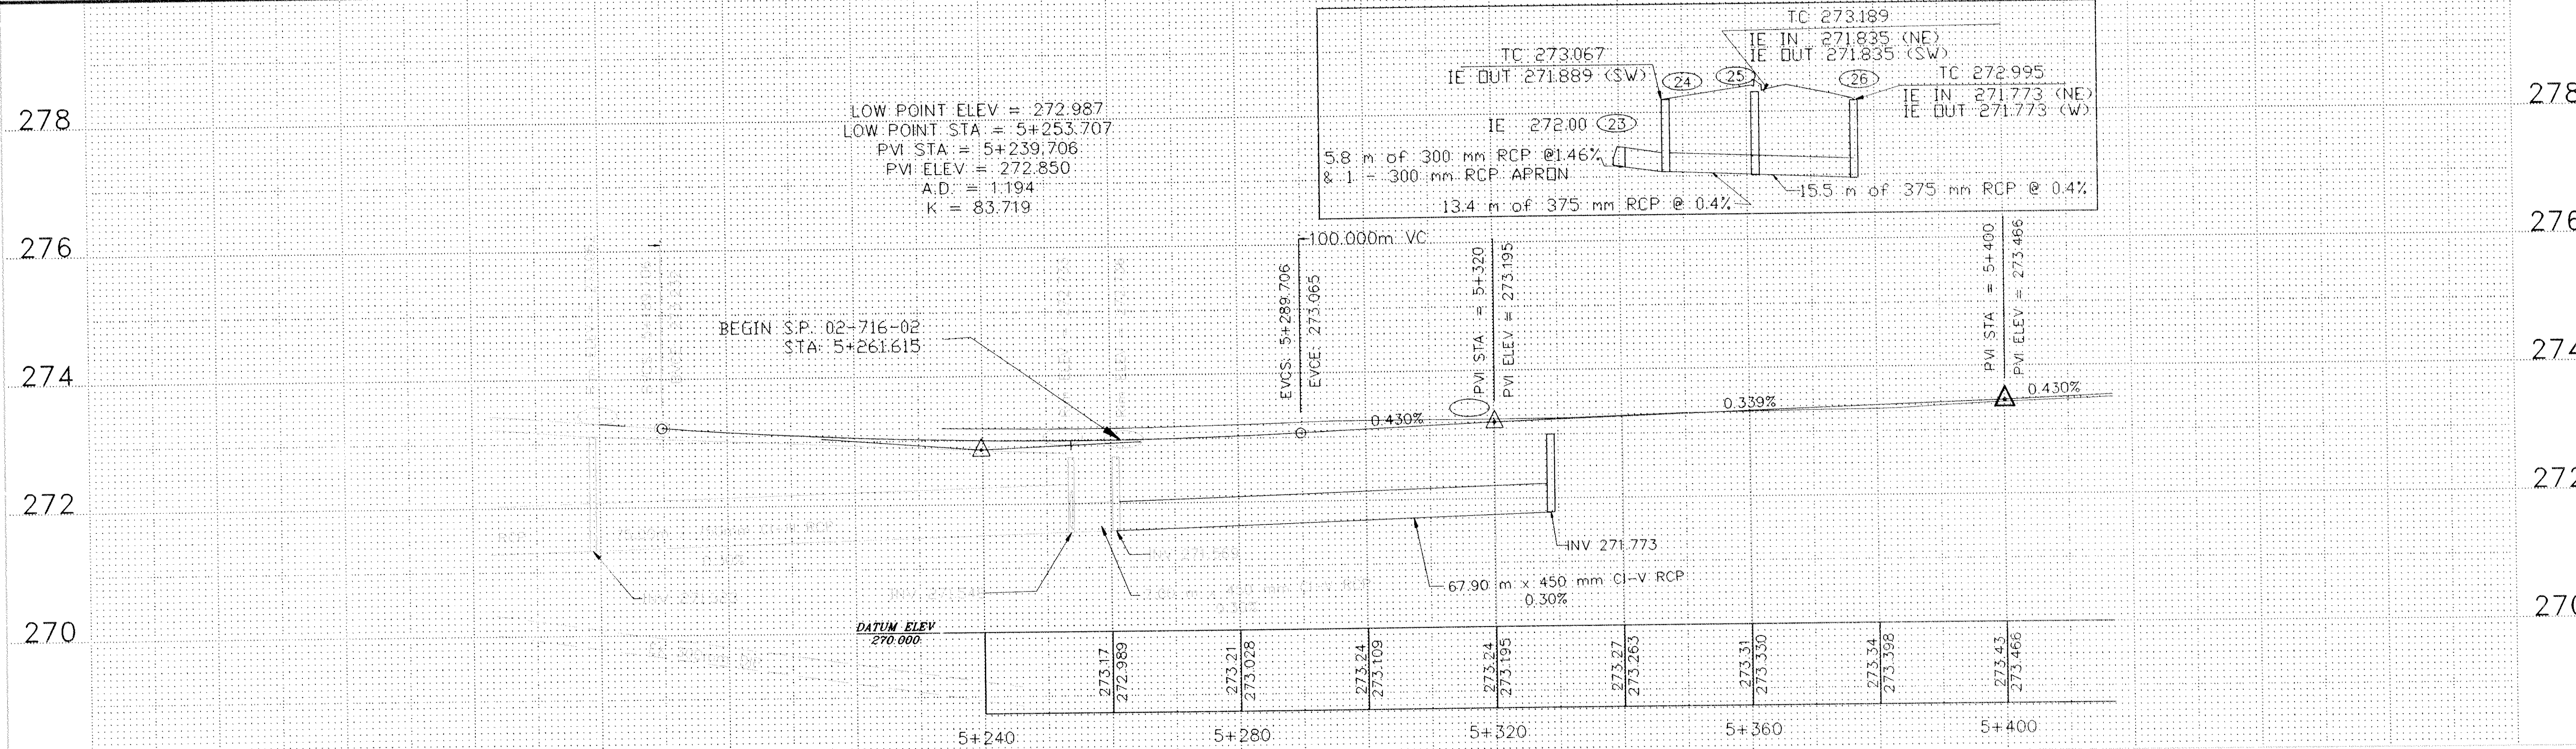 TC 273.189
IE IN 271.835 (NE)
IE OUT 271.835 (SW)
TC 273.067
IE OUT 271.889 (SW)
24
25
26
TC 272.995
IE IN 271.773 (NE)
IE OUT 271.773 (W)
IE 272.00
23
5.8 m of 300 mm RCP @1.46%
& 1 - 300 mm RCP APRON
15.5 m of 375 mm RCP @ 0.4%
13.4 m of 375 mm RCP @ 0.4%
LOW POINT ELEV = 272.987
LOW POINT STA = 5+253.707
PVI STA = 5+239.706
PVI ELEV = 272.850
A.D. = 1.194
K = 83.719
278
278
276
276
274
274
272
272
270
270
100.000m VC
EVCS: 5+289.706
EVCE: 273.065
PVI STA = 5+320
PVI ELEV = 273.195
PVI STA = 5+400
PVI ELEV = 273.466
BEGIN S.P. 02-716-02
STA: 5+261.615
0.430%
0.339%
0.430%
INV 271.773
67.90 m x 450 mm Cl-V RCP
0.30%
DATUM ELEV
270.000
273.17
272.989
273.21
273.028
273.24
273.109
273.24
273.195
273.27
273.263
273.31
273.330
273.34
273.398
273.43
273.466
5+240
5+280
5+320
5+360
5+400